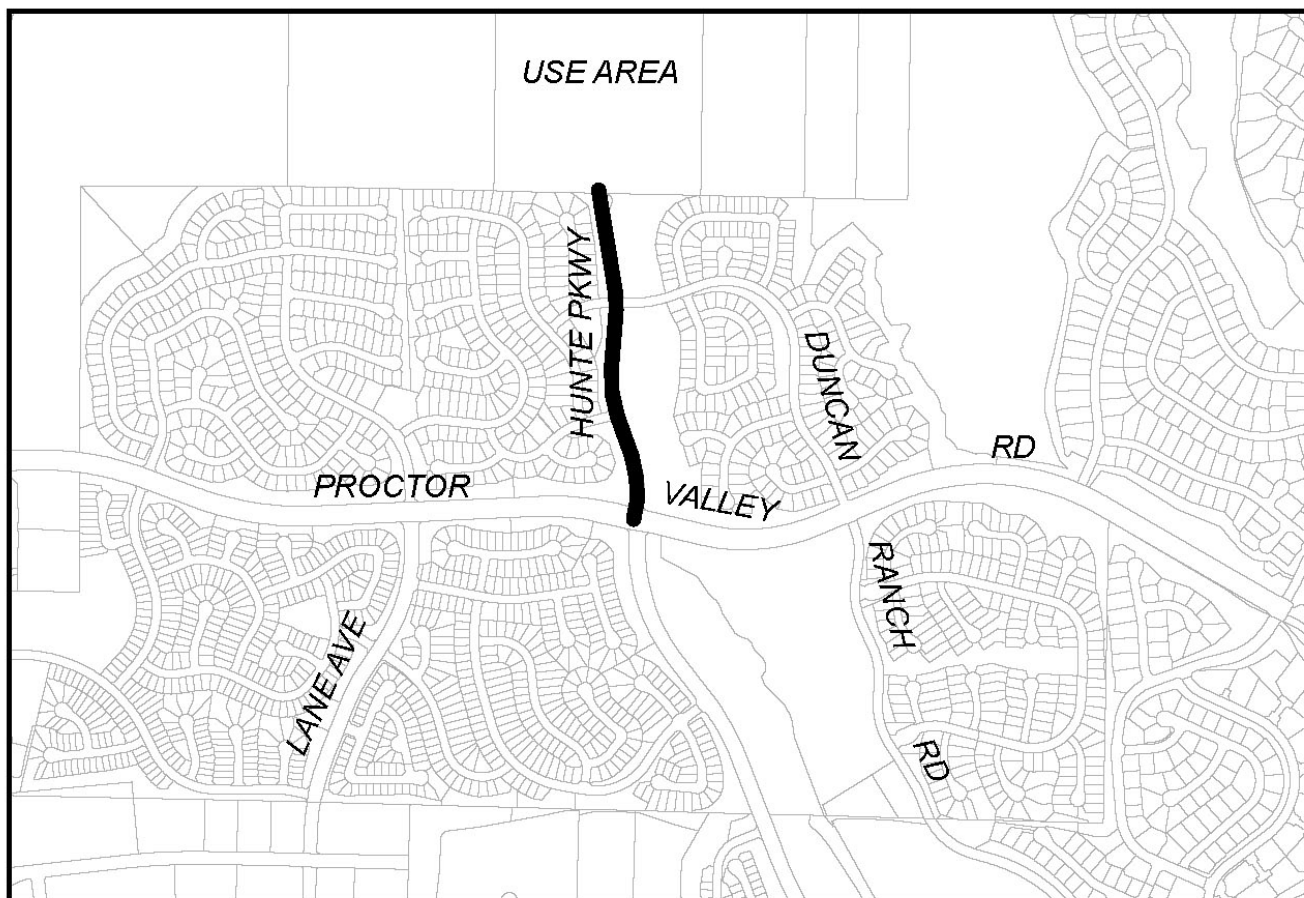 USE AREA
HUNTE PKWY
DUNCAN
RD
PROCTOR
VALLEY
RANCH
LANE AVE
RD